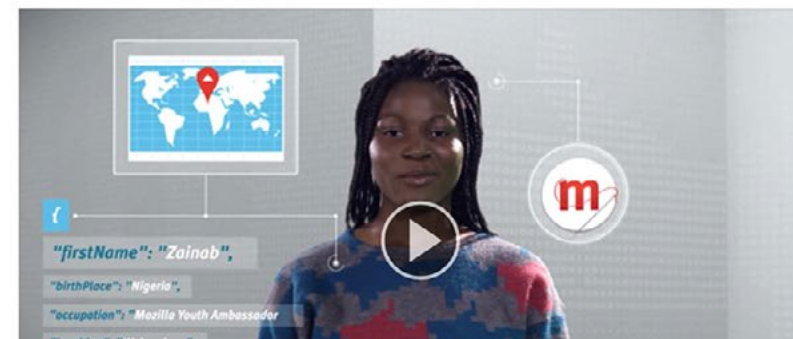 m
{
"firstName": "Zainab",
"birthPlace": "Nigeria",
"occupation": "Mozilla Youth Ambassador